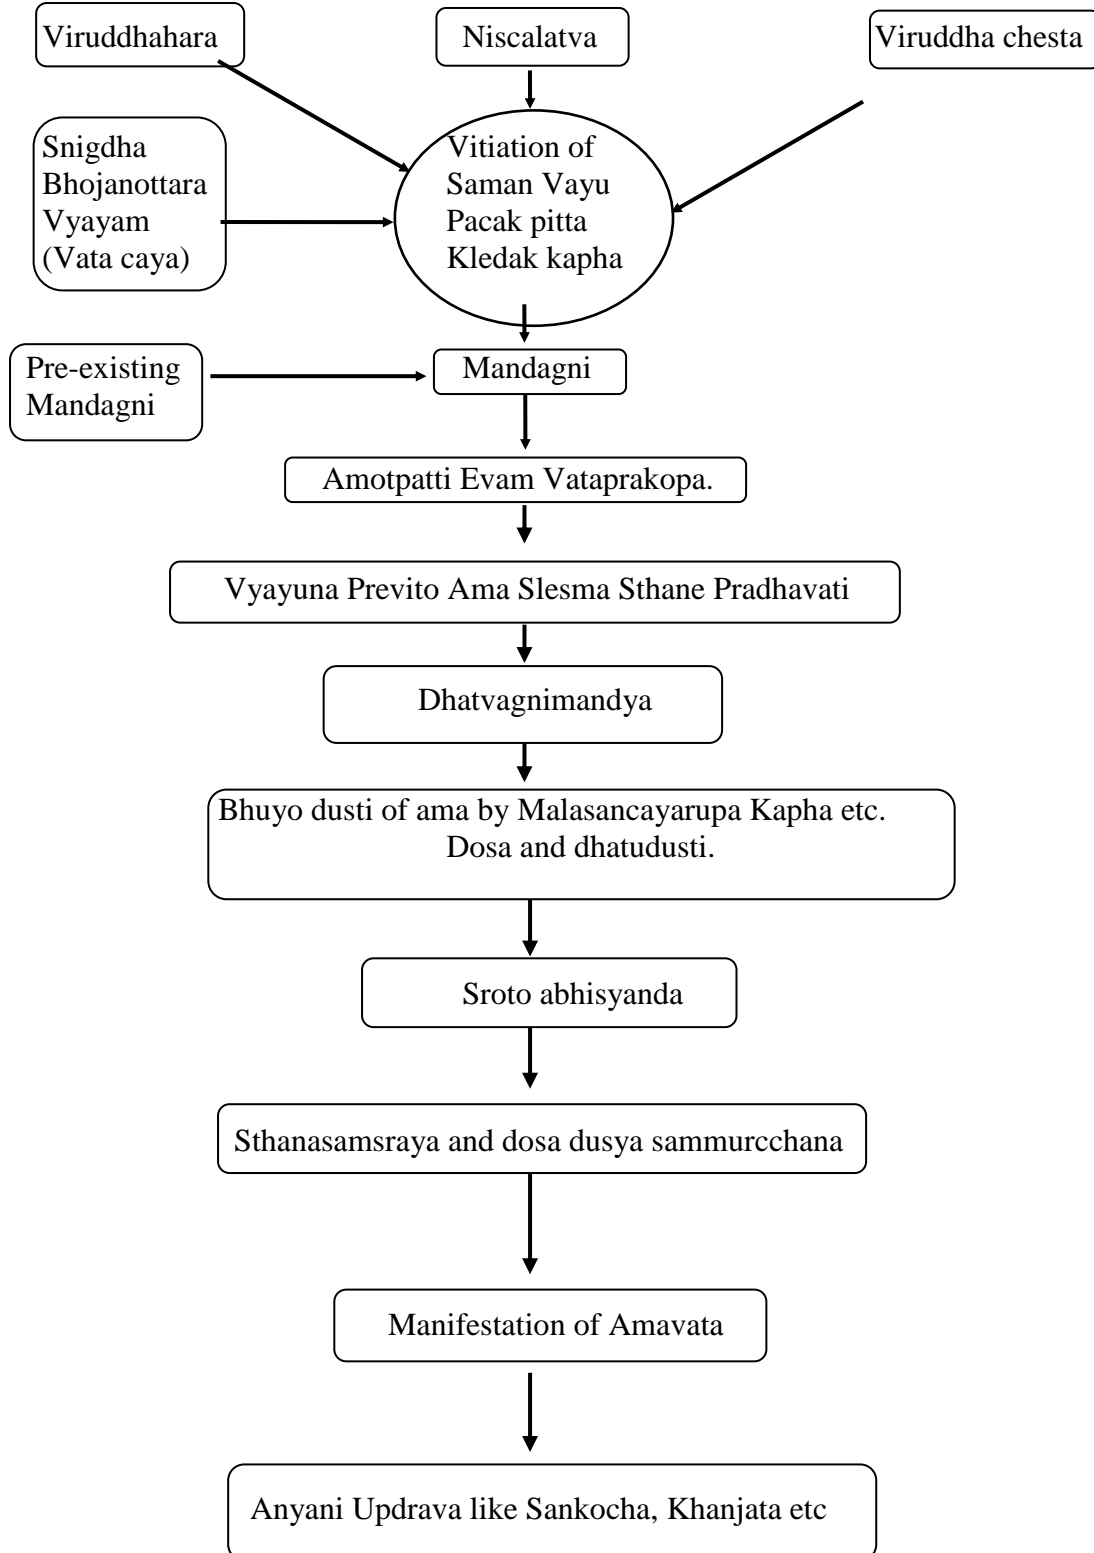 Viruddhahara
Niscalatva
Viruddha chesta
Snigdha
Bhojanottara
Vyayam
(Vata caya)
Vitiation of
Saman Vayu
Pacak pitta
Kledak kapha
Pre-existing
Mandagni
Mandagni
Amotpatti Evam Vataprakopa.
Vyayuna Previto Ama Slesma Sthane Pradhavati
Dhatvagnimandya
Bhuyo dusti of ama by Malasancayarupa Kapha etc.
Dosa and dhatudusti.
Sroto abhisyanda
Sthanasamsraya and dosa dusya sammurcchana
Manifestation of Amavata
Anyani Updrava like Sankocha, Khanjata etc